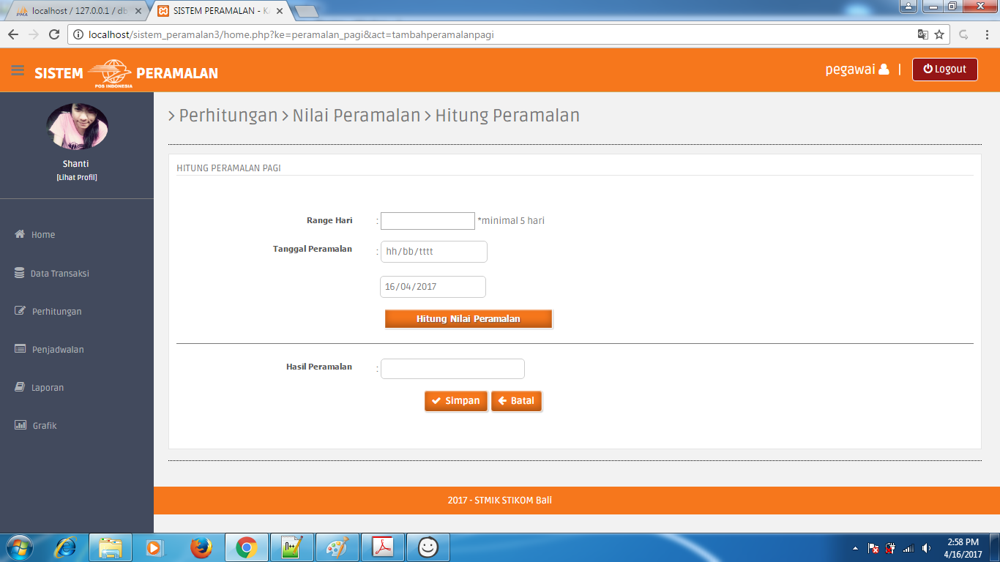 localhost / 127.0.0.1 / db
SISTEM PERAMALAN - KA
localhost/sistem_peramalan3/home.php?ke=peramalan_pagi&act=tambahperamalanpagi
SISTEM POS INDONESIA PERAMALAN
pegawai | Logout
Shanti
[Lihat Profil]
Home
Data Transaksi
Perhitungan
Penjadwalan
Laporan
Grafik
> Perhitungan > Nilai Peramalan > Hitung Peramalan
HITUNG PERAMALAN PAGI
Range Hari : *minimal 5 hari
Tanggal Peramalan : hh/bb/tttt
16/04/2017
Hitung Nilai Peramalan
Hasil Peramalan :
Simpan Batal
2017 - STMIK STIKOM Bali
2:58 PM
4/16/2017